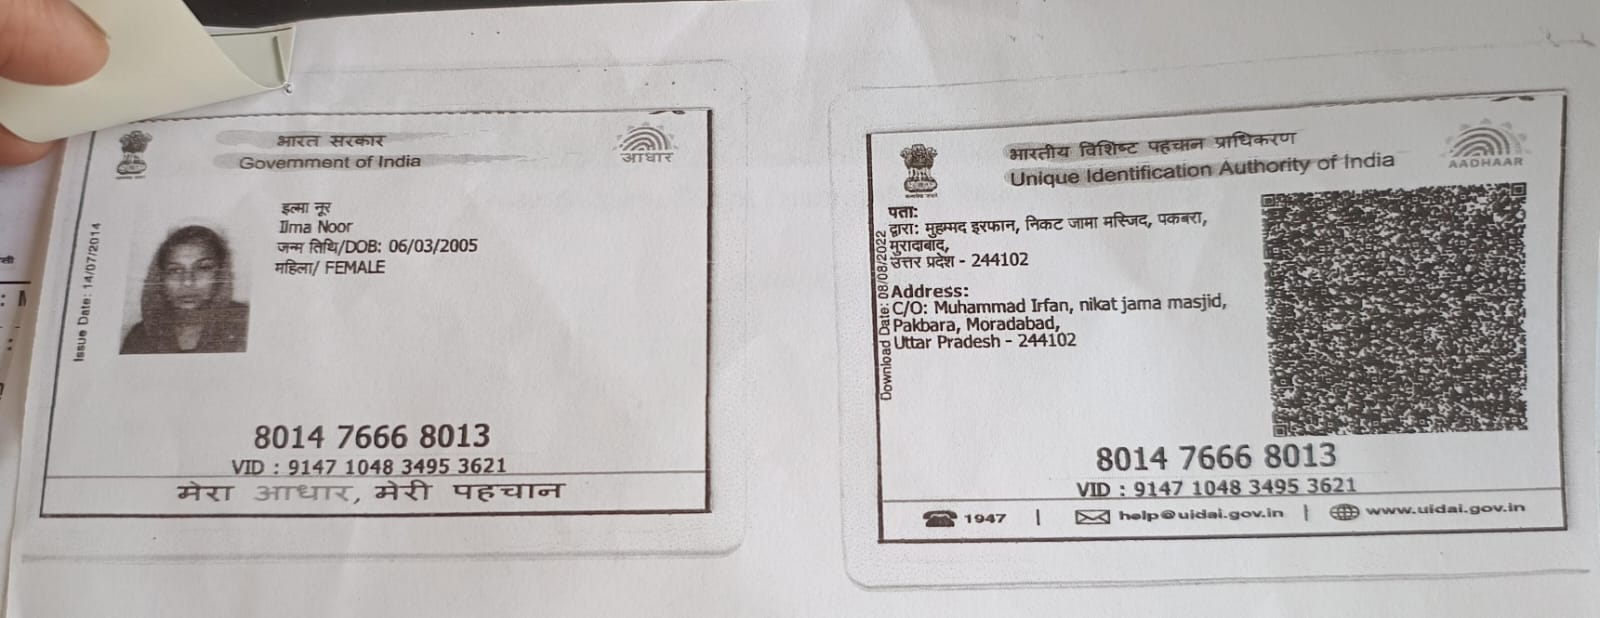 भारत सरकार
Government of India
आधार
Issue Date: 14/07/2014
इल्मा नूर
Ilma Noor
जन्म तिथि/DOB: 06/03/2005
महिला/ FEMALE
8014 7666 8013
VID : 9147 1048 3495 3621
मेरा आधार, मेरी पहचान
भारतीय विशिष्ट पहचान प्राधिकरण
Unique Identification Authority of India
AADHAAR
Download Date: 08/08/2022
पता:
द्वारा: मुहम्मद इरफान, निकट जामा मस्जिद, पकबरा,
मुरादाबाद,
उत्तर प्रदेश - 244102
Address:
C/O: Muhammad Irfan, nikat jama masjid,
Pakbara, Moradabad,
Uttar Pradesh - 244102
8014 7666 8013
VID : 9147 1048 3495 3621
1947 | help@uidai.gov.in | www.uidai.gov.in